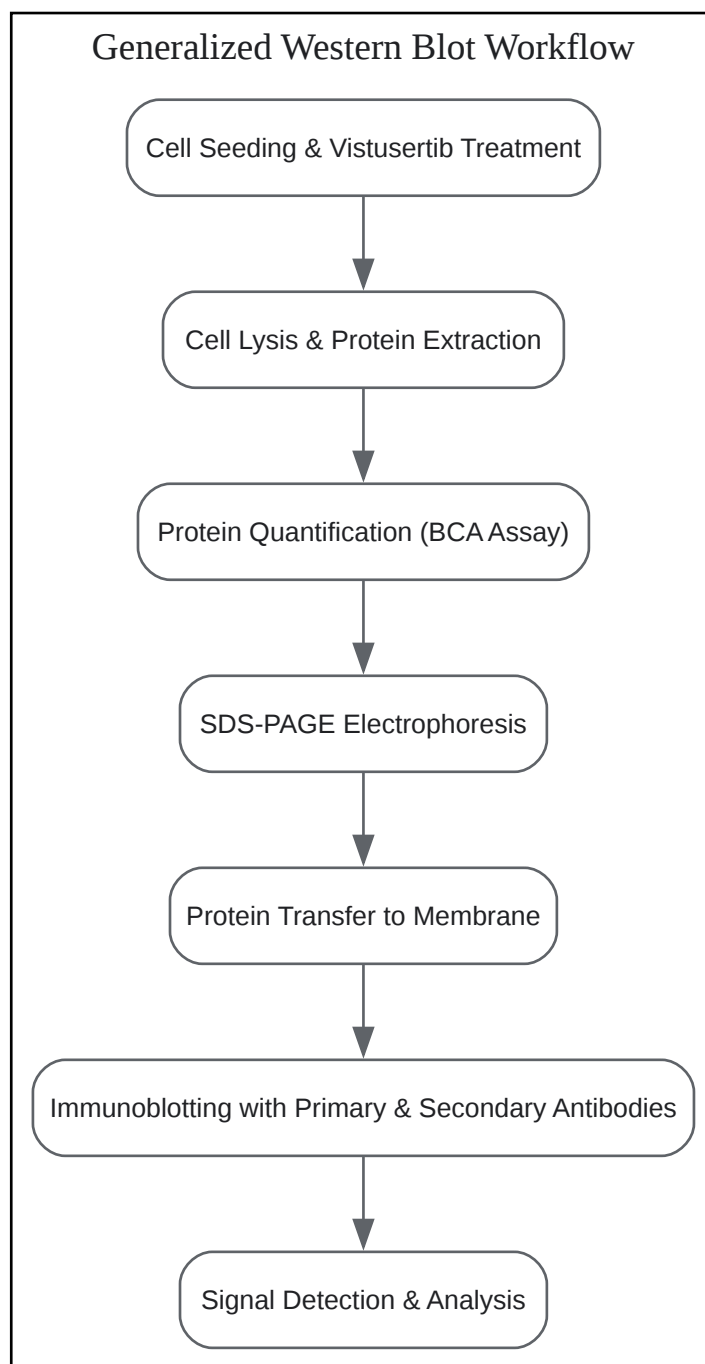 Generalized Western Blot Workflow
Cell Seeding & Vistusertib Treatment
Cell Lysis & Protein Extraction
Protein Quantification (BCA Assay)
SDS-PAGE Electrophoresis
Protein Transfer to Membrane
Immunoblotting with Primary & Secondary Antibodies
Signal Detection & Analysis